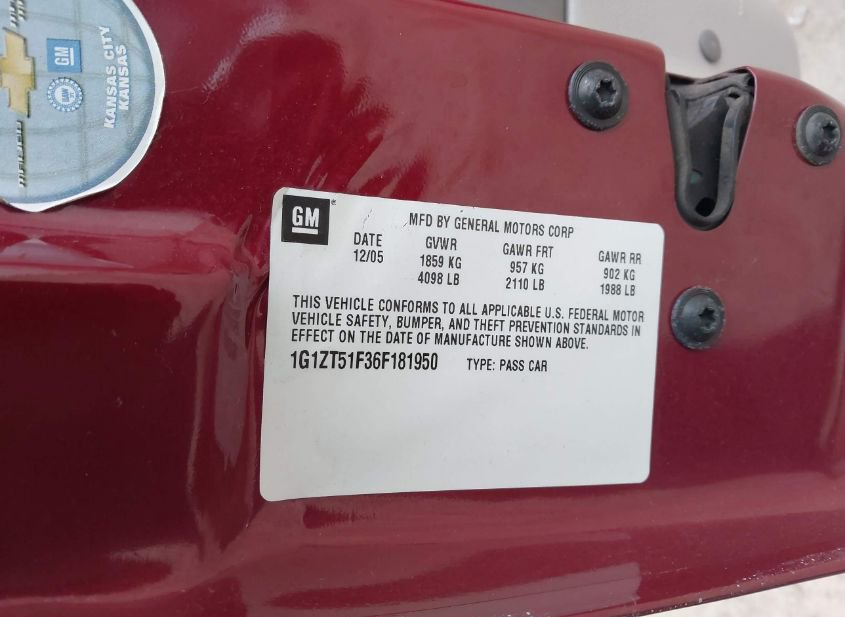 GM
UAW
KANSAS CITY
KANSAS
GM
MFD BY GENERAL MOTORS CORP
DATE GVWR GAWR FRT GAWR RR
12/05 1859 KG 957 KG 902 KG
4098 LB 2110 LB 1988 LB
THIS VEHICLE CONFORMS TO ALL APPLICABLE U.S. FEDERAL MOTOR
VEHICLE SAFETY, BUMPER, AND THEFT PREVENTION STANDARDS IN
EFFECT ON THE DATE OF MANUFACTURE SHOWN ABOVE.
1G1ZT51F36F181950 TYPE: PASS CAR